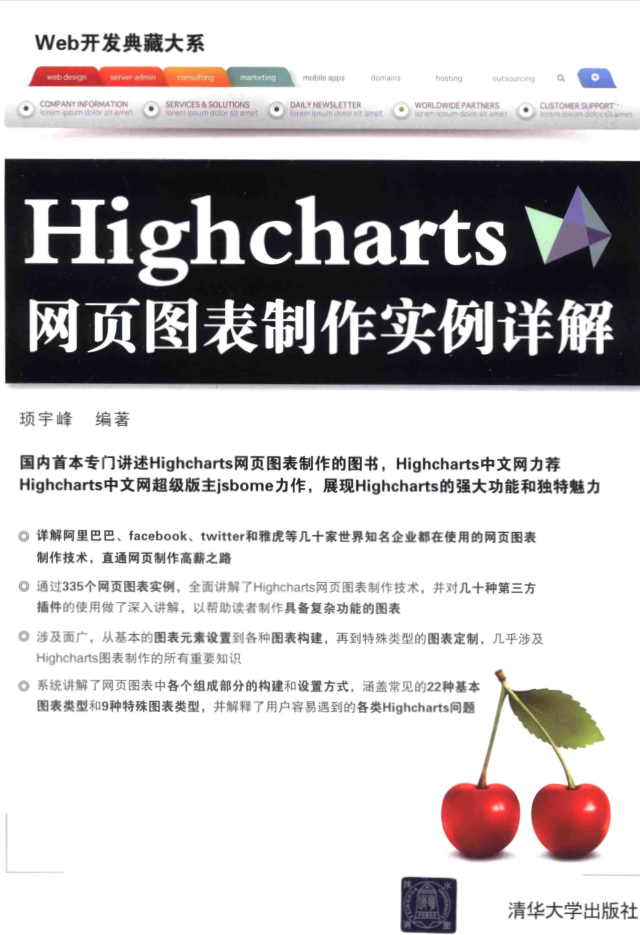 Web开发典藏大系
web design server admin consulting marketing mobile apps domains hosting outsourcing
COMPANY INFORMATION SERVICES & SOLUTIONS DAILY NEWSLETTER WORLDWIDE PARTNERS CUSTOMER SUPPORT
lorem ipsum dolor sit amet lorem ipsum dolor sit amet lorem ipsum dolor sit amet lorem ipsum dolor sit amet lorem ipsum dolor sit amet
Highcharts
网页图表制作实例详解
顼宇峰 编著
国内首本专门讲述Highcharts网页图表制作的图书，Highcharts中文网力荐
Highcharts中文网超级版主jsbome力作，展现Highcharts的强大功能和独特魅力
详解阿里巴巴、facebook、twitter和雅虎等几十家世界知名企业都在使用的网页图表
制作技术，直通网页制作高薪之路
通过335个网页图表实例，全面讲解了Highcharts网页图表制作技术，并对几十种第三方
插件的使用做了深入讲解，以帮助读者制作具备复杂功能的图表
涉及面广，从基本的图表元素设置到各种图表构建，再到特殊类型的图表定制，几乎涉及
Highcharts图表制作的所有重要知识
系统讲解了网页图表中各个组成部分的构建和设置方式，涵盖常见的22种基本
图表类型和9种特殊图表类型，并解释了用户容易遇到的各类Highcharts问题
清华大学出版社